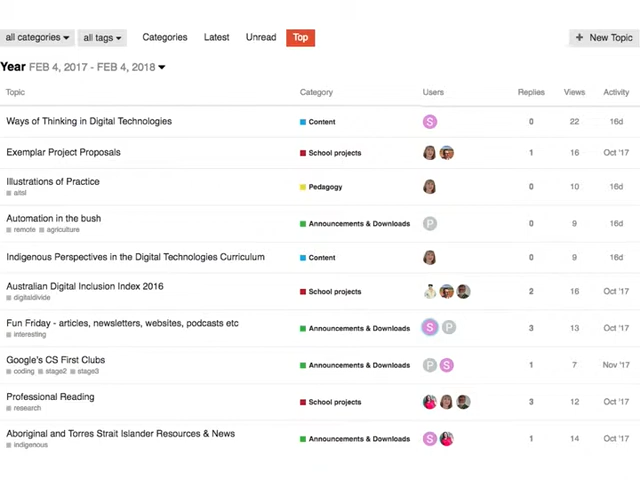 all categories all tags Categories Latest Unread Top + New Topic
Year FEB 4, 2017 - FEB 4, 2018
Topic Category Users Replies Views Activity
Ways of Thinking in Digital Technologies Content S 0 22 16d
Exemplar Project Proposals School projects 1 16 Oct '17
Illustrations of Practice Pedagogy 0 10 16d
aitsl
Automation in the bush Announcements & Downloads P 0 9 16d
remote agriculture
Indigenous Perspectives in the Digital Technologies Curriculum Content 0 9 16d
Australian Digital Inclusion Index 2016 School projects 2 16 Oct '17
digitaldivide
Fun Friday - articles, newsletters, websites, podcasts etc Announcements & Downloads S P 3 13 Oct '17
interesting
Google's CS First Clubs Announcements & Downloads P S 1 7 Nov '17
coding stage2 stage3
Professional Reading School projects 3 12 Oct '17
research
Aboriginal and Torres Strait Islander Resources & News Announcements & Downloads S 1 14 Oct '17
indigenous